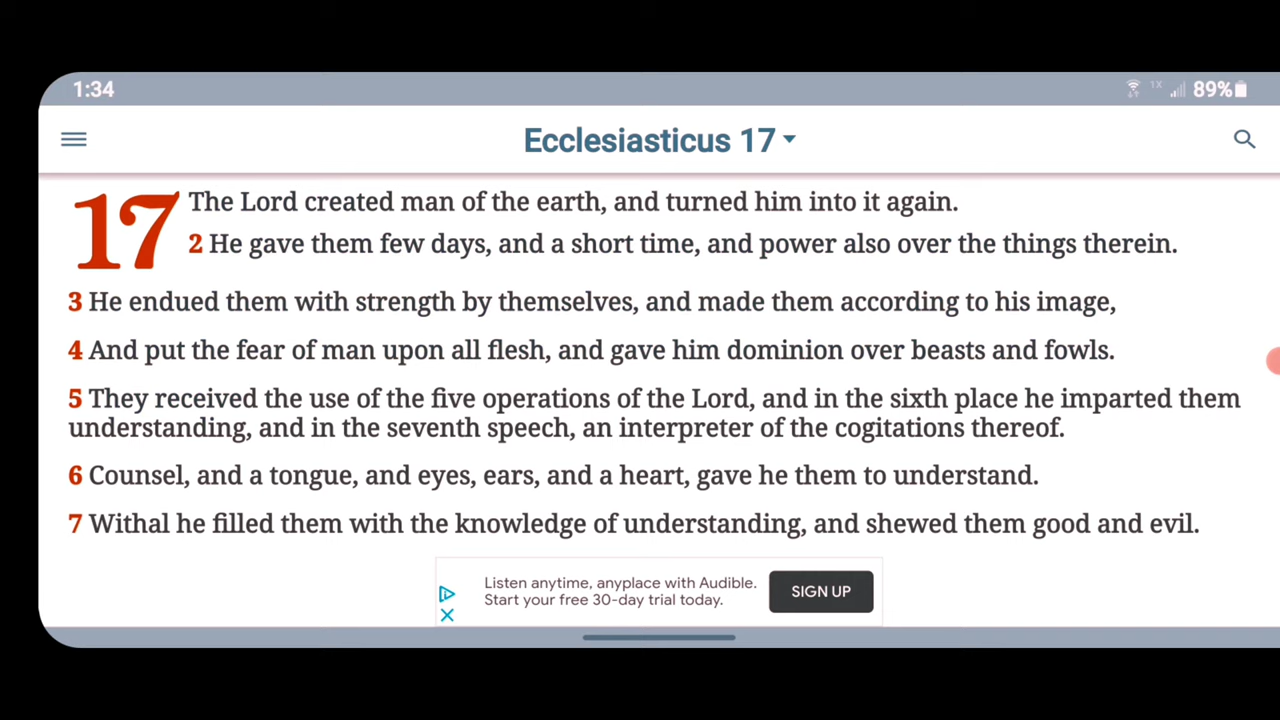 1:34
1X
89%
Ecclesiasticus 17
17 The Lord created man of the earth, and turned him into it again.
2 He gave them few days, and a short time, and power also over the things therein.
3 He endued them with strength by themselves, and made them according to his image,
4 And put the fear of man upon all flesh, and gave him dominion over beasts and fowls.
5 They received the use of the five operations of the Lord, and in the sixth place he imparted them
understanding, and in the seventh speech, an interpreter of the cogitations thereof.
6 Counsel, and a tongue, and eyes, ears, and a heart, gave he them to understand.
7 Withal he filled them with the knowledge of understanding, and shewed them good and evil.
Listen anytime, anyplace with Audible.
Start your free 30-day trial today.
SIGN UP